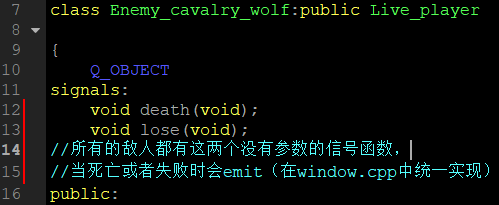 7 class Enemy_cavalry_wolf:public Live_player
8
9 {
10 Q_OBJECT
11 signals:
12 void death(void);
13 void lose(void);
14 //所有的敌人都有这两个没有参数的信号函数，
15 //当死亡或者失败时会emit（在window.cpp中统一实现）
16 public: